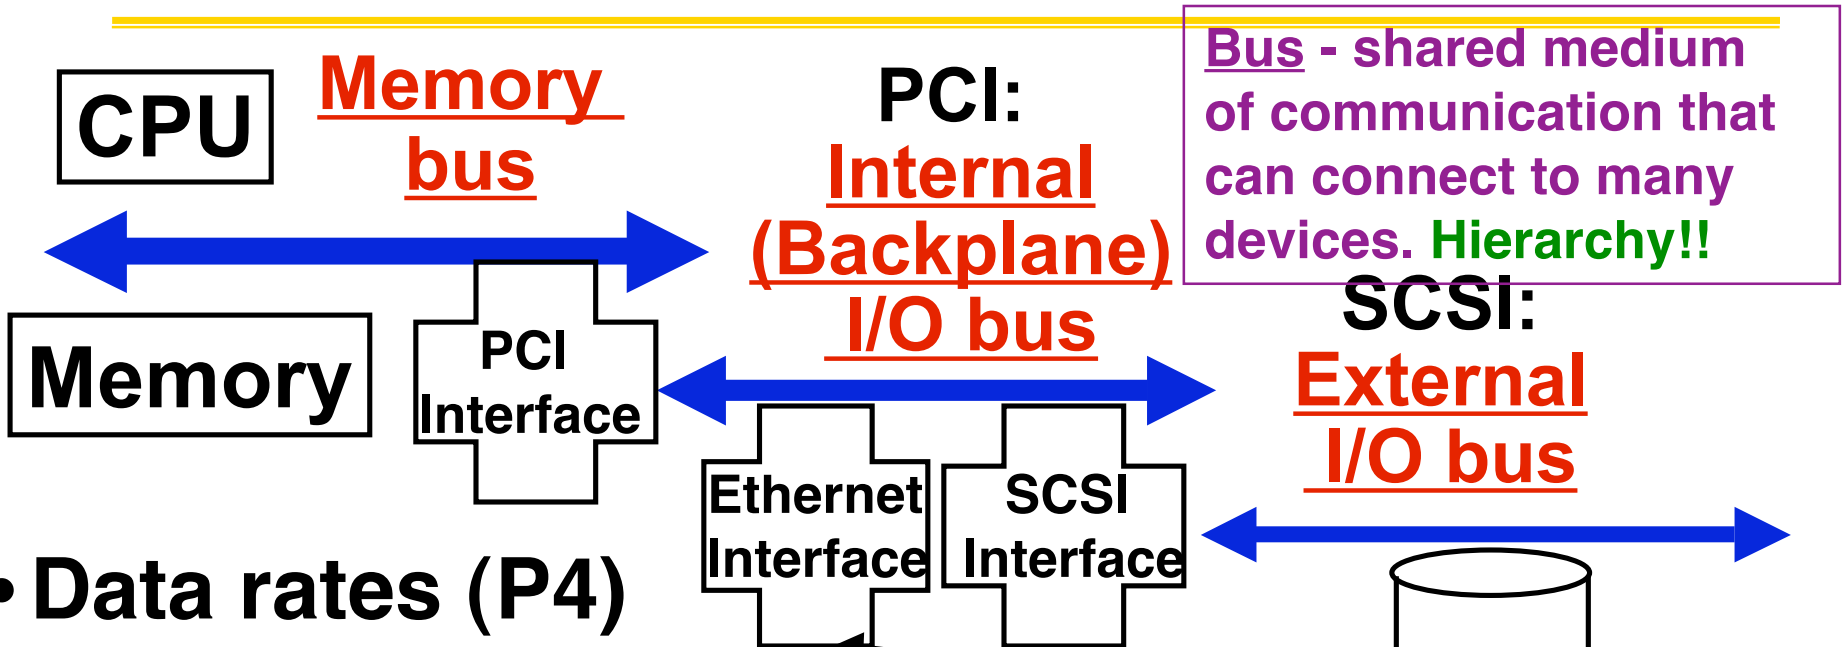 CPU
Memory
bus
PCI:
Internal
(Backplane)
I/O bus
Bus - shared medium
of communication that
can connect to many
devices. Hierarchy!!
SCSI:
External
I/O bus
Memory
PCI
Interface
Ethernet
Interface
SCSI
Interface
• Data rates (P4)